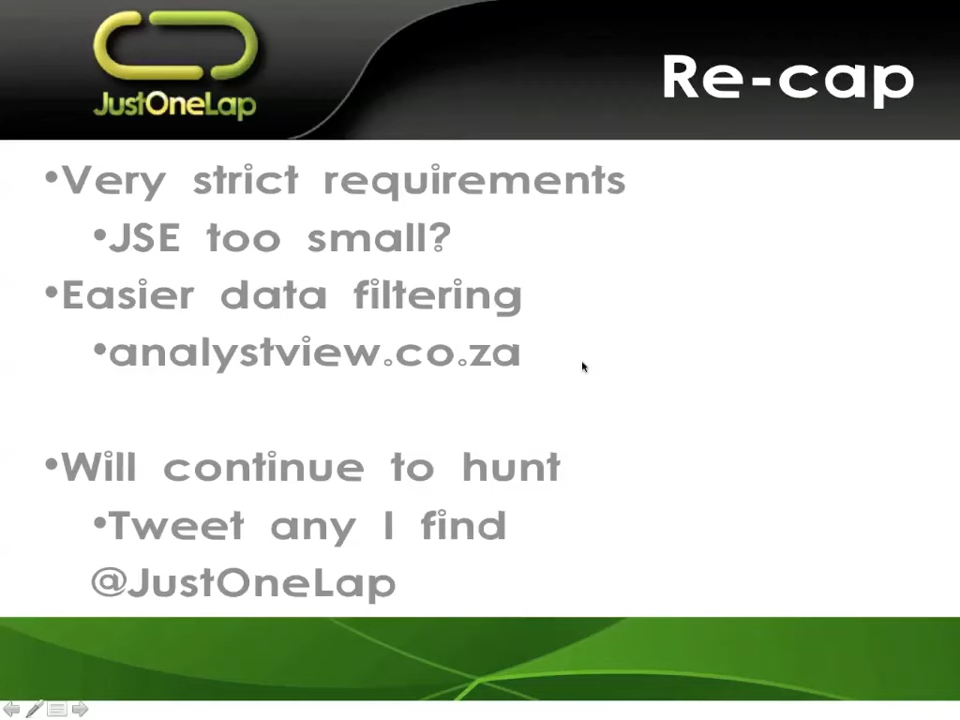 JustOneLap
Re-cap
•Very strict requirements
•JSE too small?
•Easier data filtering
•analystview.co.za
•Will continue to hunt
•Tweet any I find
@JustOneLap